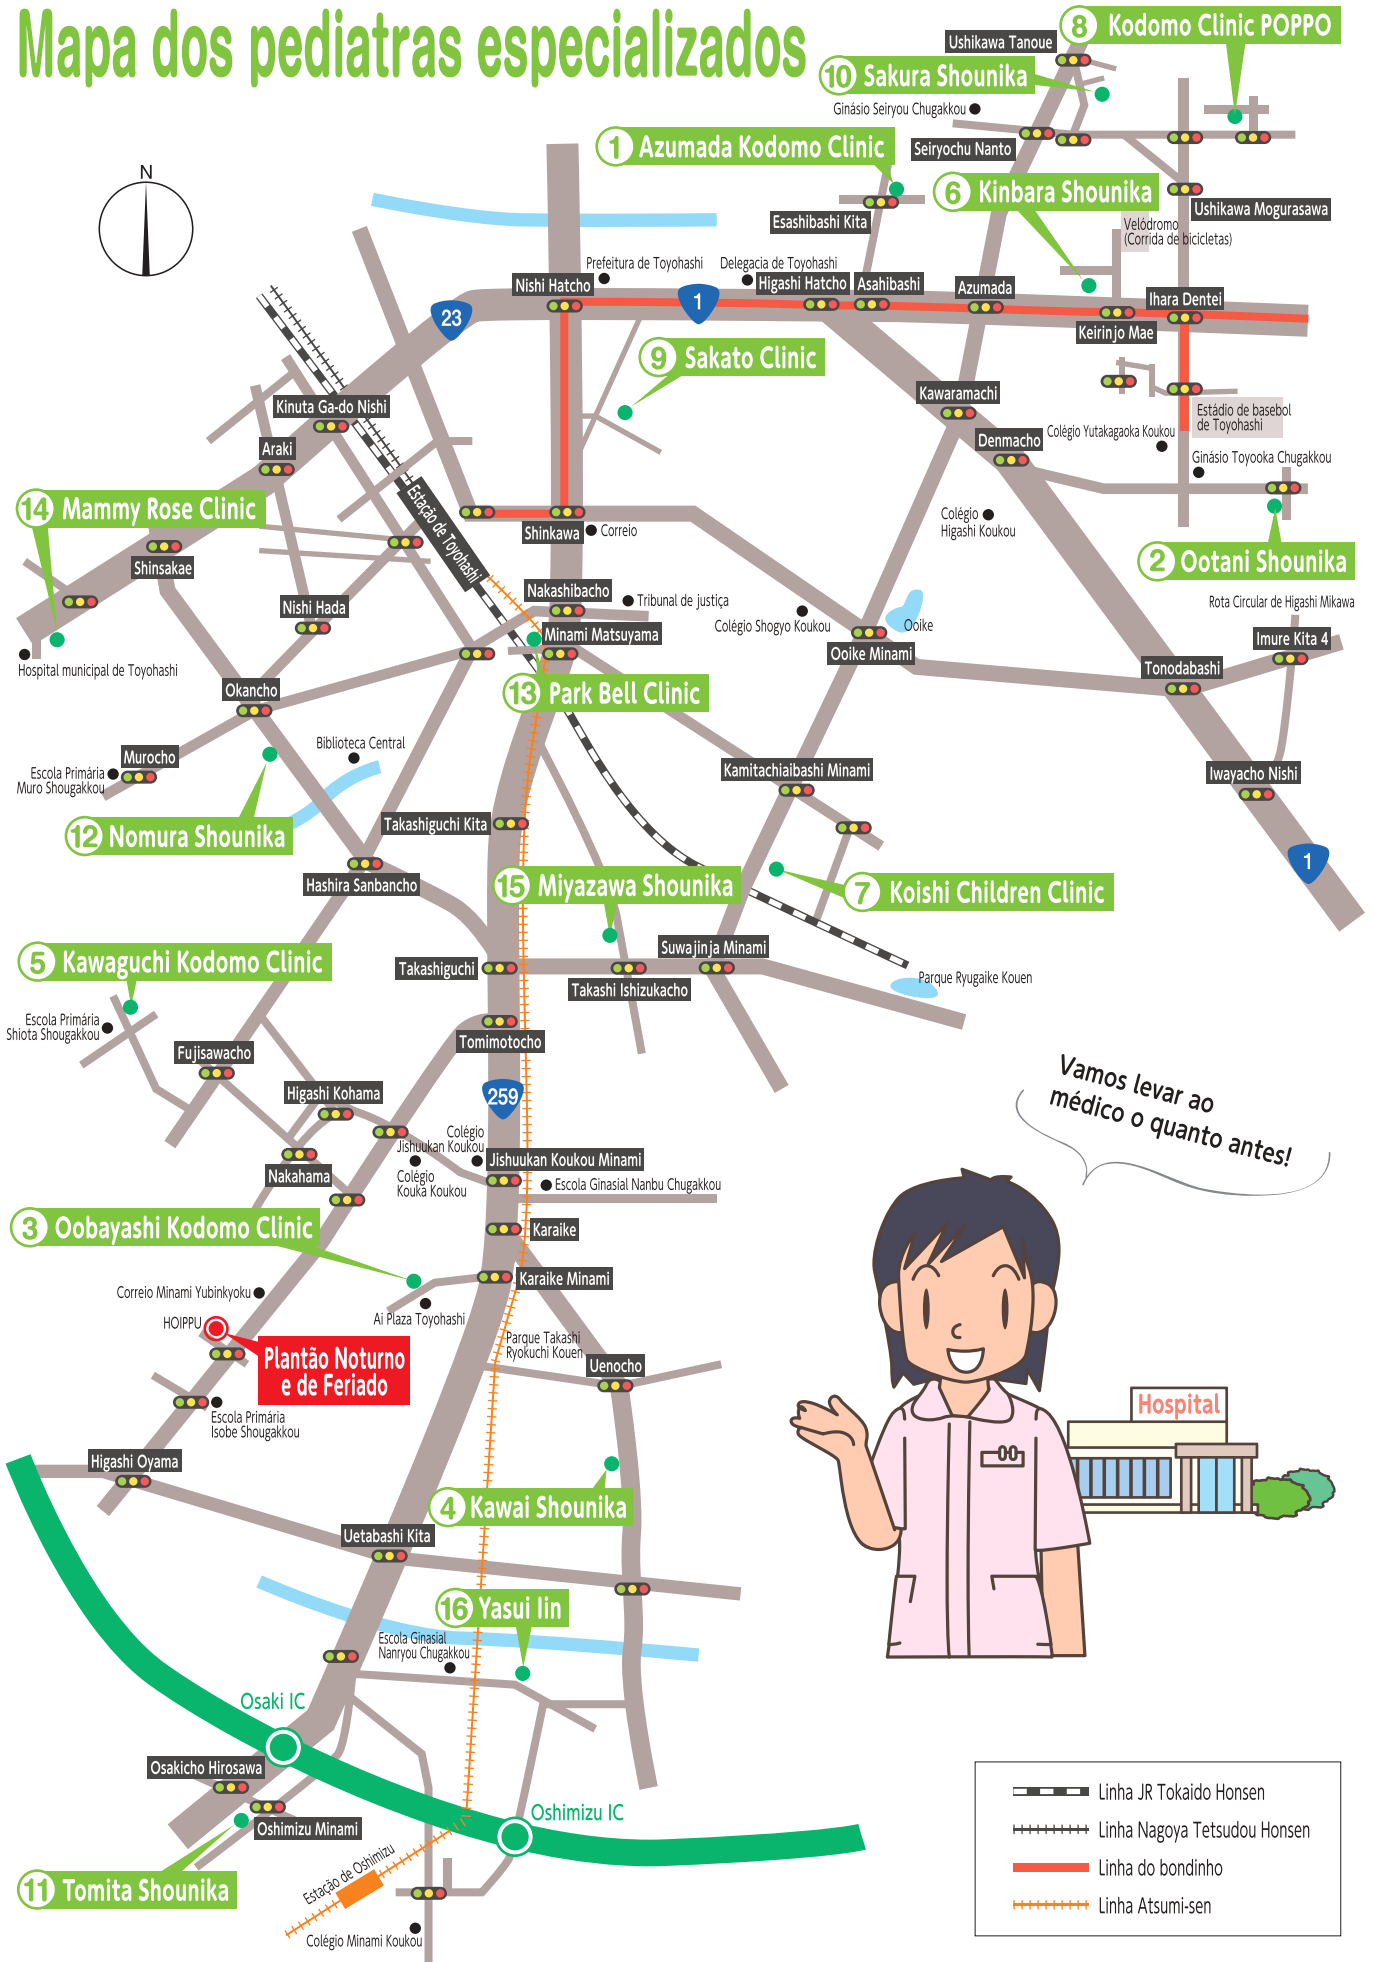 Mapa dos pediatras especializados
8 Kodomo Clinic POPPO
Ushikawa Tanoue
10 Sakura Shounika
Ginásio Seiryou Chugakkou
1 Azumada Kodomo Clinic
Seiryochu Nanto
N
6 Kinbara Shounika
Ushikawa Mogurasawa
Esashibashi Kita
Velódromo
(Corrida de bicicletas)
Prefeitura de Toyohashi
Delegacia de Toyohashi
Nishi Hatcho
Higashi Hatcho
Asahibashi
Azumada
Ihara Dentei
23
1
Keirinjo Mae
9 Sakato Clinic
Kinuta Ga-do Nishi
Kawaramachi
Araki
Denmacho
Colégio Yutakagaoka Koukou
Estádio de basebol
de Toyohashi
Ginásio Toyooka Chugakkou
14 Mammy Rose Clinic
Estação de Toyohashi
Shinkawa
Correio
Colégio
Higashi Koukou
2 Ootani Shounika
Shinsakae
Nakashibacho
Tribunal de justiça
Nishi Hada
Colégio Shogyo Koukou
Ooike
Rota Circular de Higashi Mikawa
Minami Matsuyama
Ooike Minami
Imure Kita 4
Hospital municipal de Toyohashi
Tonodabashi
Okancho
13 Park Bell Clinic
Biblioteca Central
Murocho
Escola Primária
Muro Shougakkou
Kamitachiaibashi Minami
Iwayacho Nishi
12 Nomura Shounika
Takashiguchi Kita
1
Hashira Sanbancho
15 Miyazawa Shounika
7 Koishi Children Clinic
5 Kawaguchi Kodomo Clinic
Takashiguchi
Suwajinja Minami
Takashi Ishizukacho
Parque Ryugaike Kouen
Escola Primária
Shiota Shougakkou
Fujisawacho
Tomimotocho
Higashi Kohama
259
Vamos levar ao
médico o quanto antes!
Colégio
Jishuukan Koukou
Jishuukan Koukou Minami
Nakahama
Colégio
Kouka Koukou
Escola Ginasial Nanbu Chugakkou
3 Oobayashi Kodomo Clinic
Karaike
Karaike Minami
Correio Minami Yubinkyoku
HOIPPU
Ai Plaza Toyohashi
Plantão Noturno
e de Feriado
Parque Takashi
Ryokuchi Kouen
Uenocho
Escola Primária
Isobe Shougakkou
Hospital
Higashi Oyama
4 Kawai Shounika
Uetabashi Kita
16 Yasui Iin
Escola Ginasial
Nanryou Chugakkou
Osaki IC
Osakicho Hirosawa
Oshimizu Minami
Oshimizu IC
11 Tomita Shounika
Estação de Oshimizu
Colégio Minami Koukou
Linha JR Tokaido Honsen
Linha Nagoya Tetsudou Honsen
Linha do bondinho
Linha Atsumi-sen